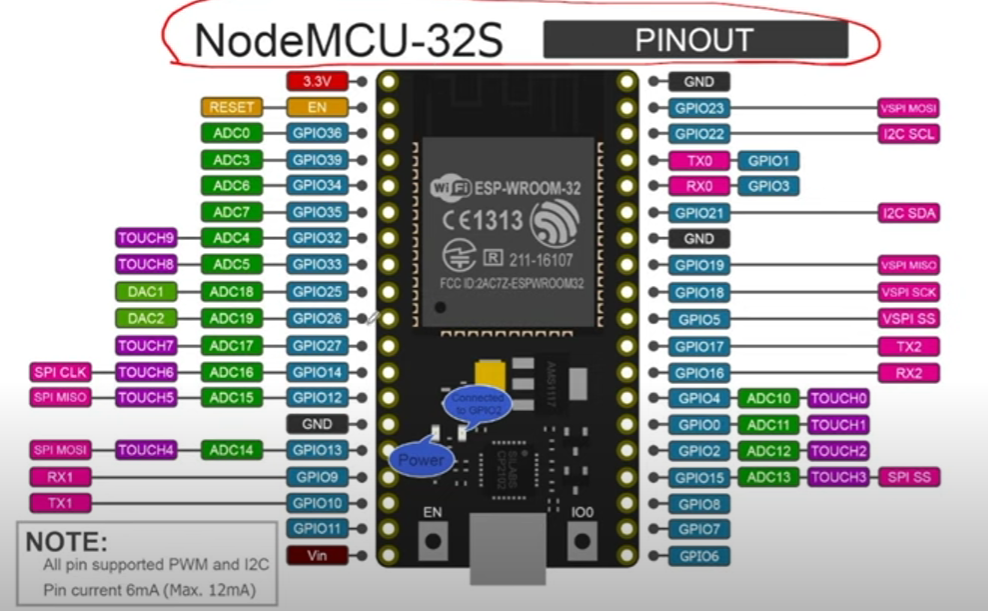 NodeMCU-32S PINOUT
3.3V
GND
RESET EN
GPIO23 VSPI MOSI
ADC0 GPIO36
GPIO22 I2C SCL
ADC3 GPIO39
TX0 GPIO1
ADC6 GPIO34
RX0 GPIO3
ADC7 GPIO35
GPIO21 I2C SDA
TOUCH9 ADC4 GPIO32
GND
TOUCH8 ADC5 GPIO33
GPIO19 VSPI MISO
DAC1 ADC18 GPIO25
GPIO18 VSPI SCK
DAC2 ADC19 GPIO26
GPIO5 VSPI SS
TOUCH7 ADC17 GPIO27
GPIO17 TX2
SPI CLK TOUCH6 ADC16 GPIO14
GPIO16 RX2
SPI MISO TOUCH5 ADC15 GPIO12
GPIO4 ADC10 TOUCH0
GND
GPIO0 ADC11 TOUCH1
SPI MOSI TOUCH4 ADC14 GPIO13
GPIO2 ADC12 TOUCH2
RX1 GPIO9
GPIO15 ADC13 TOUCH3 SPI SS
TX1 GPIO10
GPIO8
GPIO11
GPIO7
Vin
GPIO6
WiFi ESP-WROOM-32
CE1313
R 211-16107
FCC ID:2AC7Z-ESPWROOM32
AMS1117
Connected
to GPIO2
Power
SILABS
CP2102
EN
IO0
NOTE:
All pin supported PWM and I2C
Pin current 6mA (Max. 12mA)